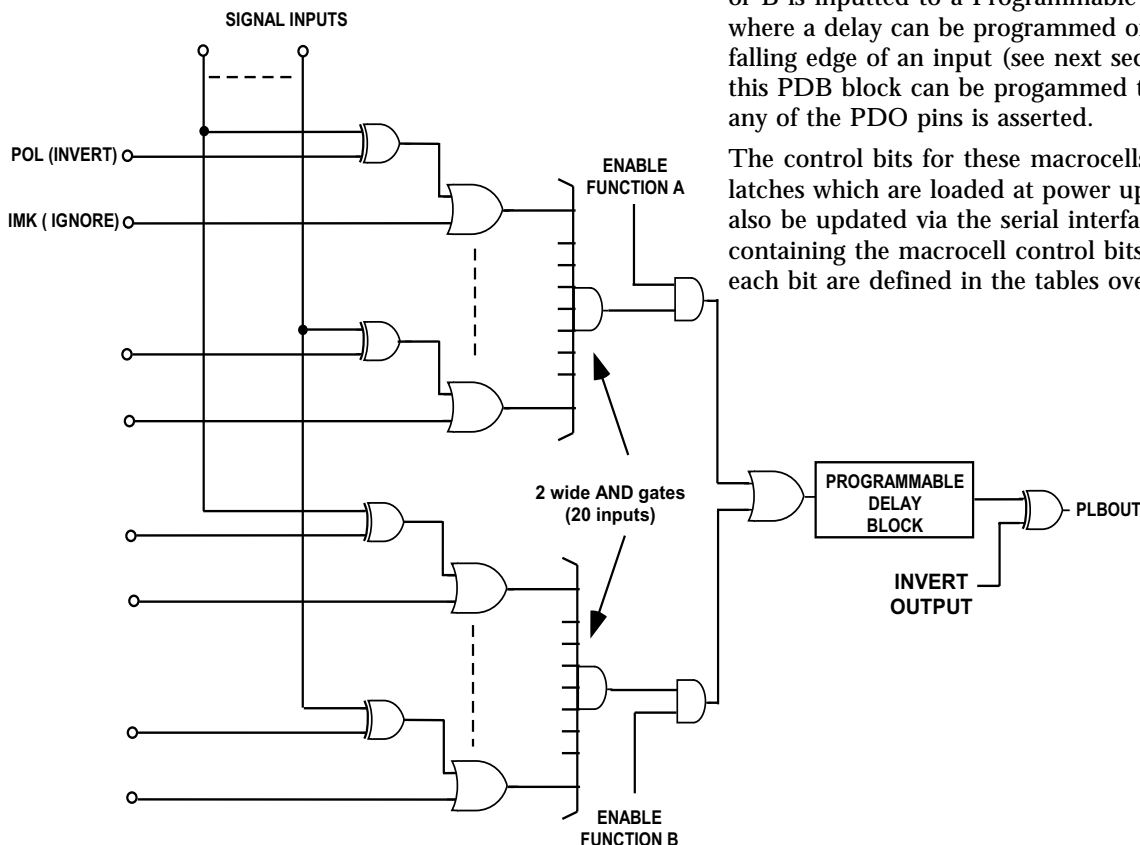 SIGNAL INPUTS
or B is inputted to a Programmable
where a delay can be programmed o
falling edge of an input (see next sec
this PDB block can be progammed t
any of the PDO pins is asserted.
The control bits for these macrocells
latches which are loaded at power up
also be updated via the serial interfa
containing the macrocell control bits
each bit are defined in the tables ove
POL (INVERT)
IMK ( IGNORE)
ENABLE
FUNCTION A
2 wide AND gates
(20 inputs)
PROGRAMMABLE
DELAY
BLOCK
PLBOUT
INVERT
OUTPUT
ENABLE
FUNCTION B